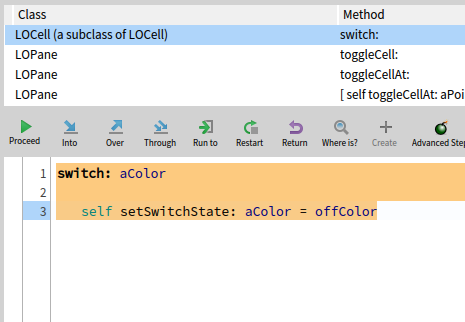 Class Method
LOCell (a subclass of LOCell) switch:
LOPane toggleCell:
LOPane toggleCellAt:
LOPane [ self toggleCellAt: aPoi
Proceed Into Over Through Run to Restart Return Where is? Create Advanced Step
1 switch: aColor
2
3 self setSwitchState: aColor = offColor